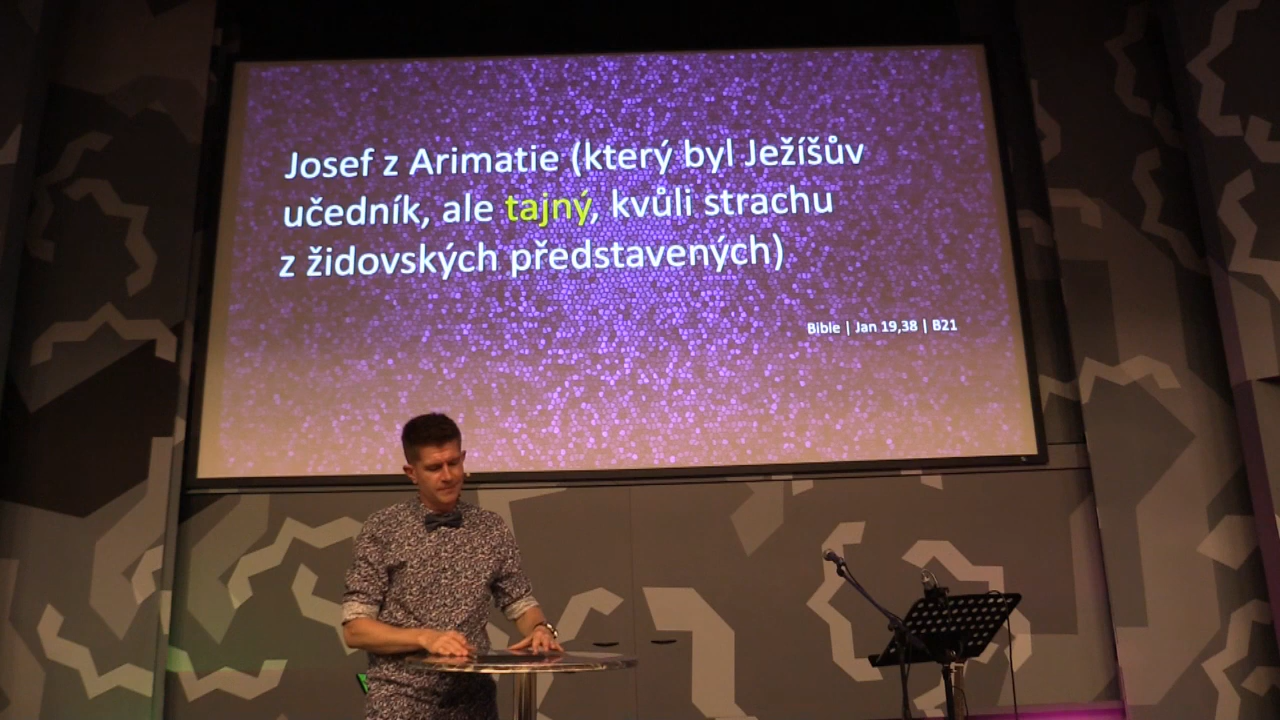 Josef z Arimatie (který byl Ježíšův
učedník, ale tajný, kvůli strachu
z židovských představených)
Bible | Jan 19,38 | B21